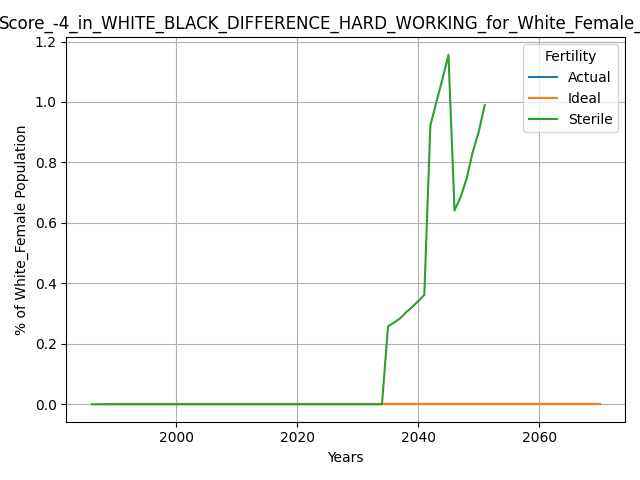 Score_-4_in_WHITE_BLACK_DIFFERENCE_HARD_WORKING_for_White_Female_
Fertility
Actual
Ideal
Sterile
% of White_Female Population
1.2
1.0
0.8
0.6
0.4
0.2
0.0
2000 2020 2040 2060
Years